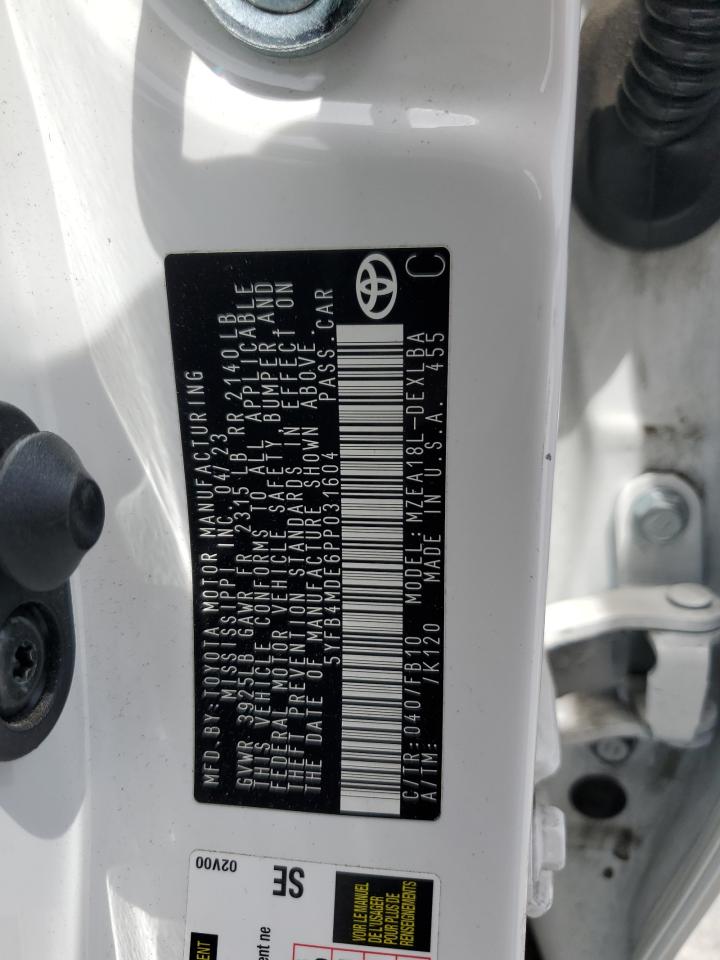 MFD.BY:TOYOTA MOTOR MANUFACTURING
MISSISSIPPI INC. 04/23
GVWR 3925LB GAWR FR 2315 LB RR 2140 LB
THIS VEHICLE CONFORMS TO ALL APPLICABLE
FEDERAL MOTOR VEHICLE SAFETY, BUMPER, AND
THEFT PREVENTION STANDARDS IN EFFECT ON
THE DATE OF MANUFACTURE SHOWN ABOVE.
5YFB4MDE6PP031604 PASS.CAR
C/TR:040/FB10 MODEL:MZEA18L-DEXLBA
A/TM: /K120 MADE IN U.S.A. 455
C
02V00
SE
VOIR LE MANUEL
DE L'USAGER
POUR PLUS DE
RENSEIGNEMENTS